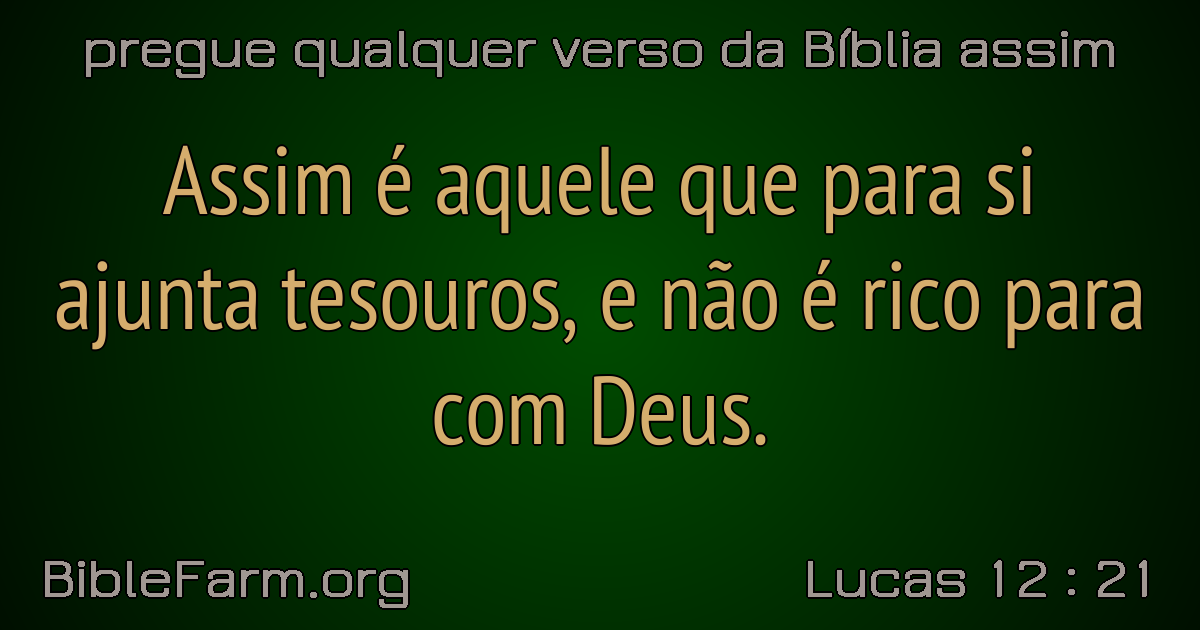 pregue qualquer verso da Bíblia assim
Assim é aquele que para si
ajunta tesouros, e não é rico para
com Deus.
BibleFarm.org
Lucas 12 : 21